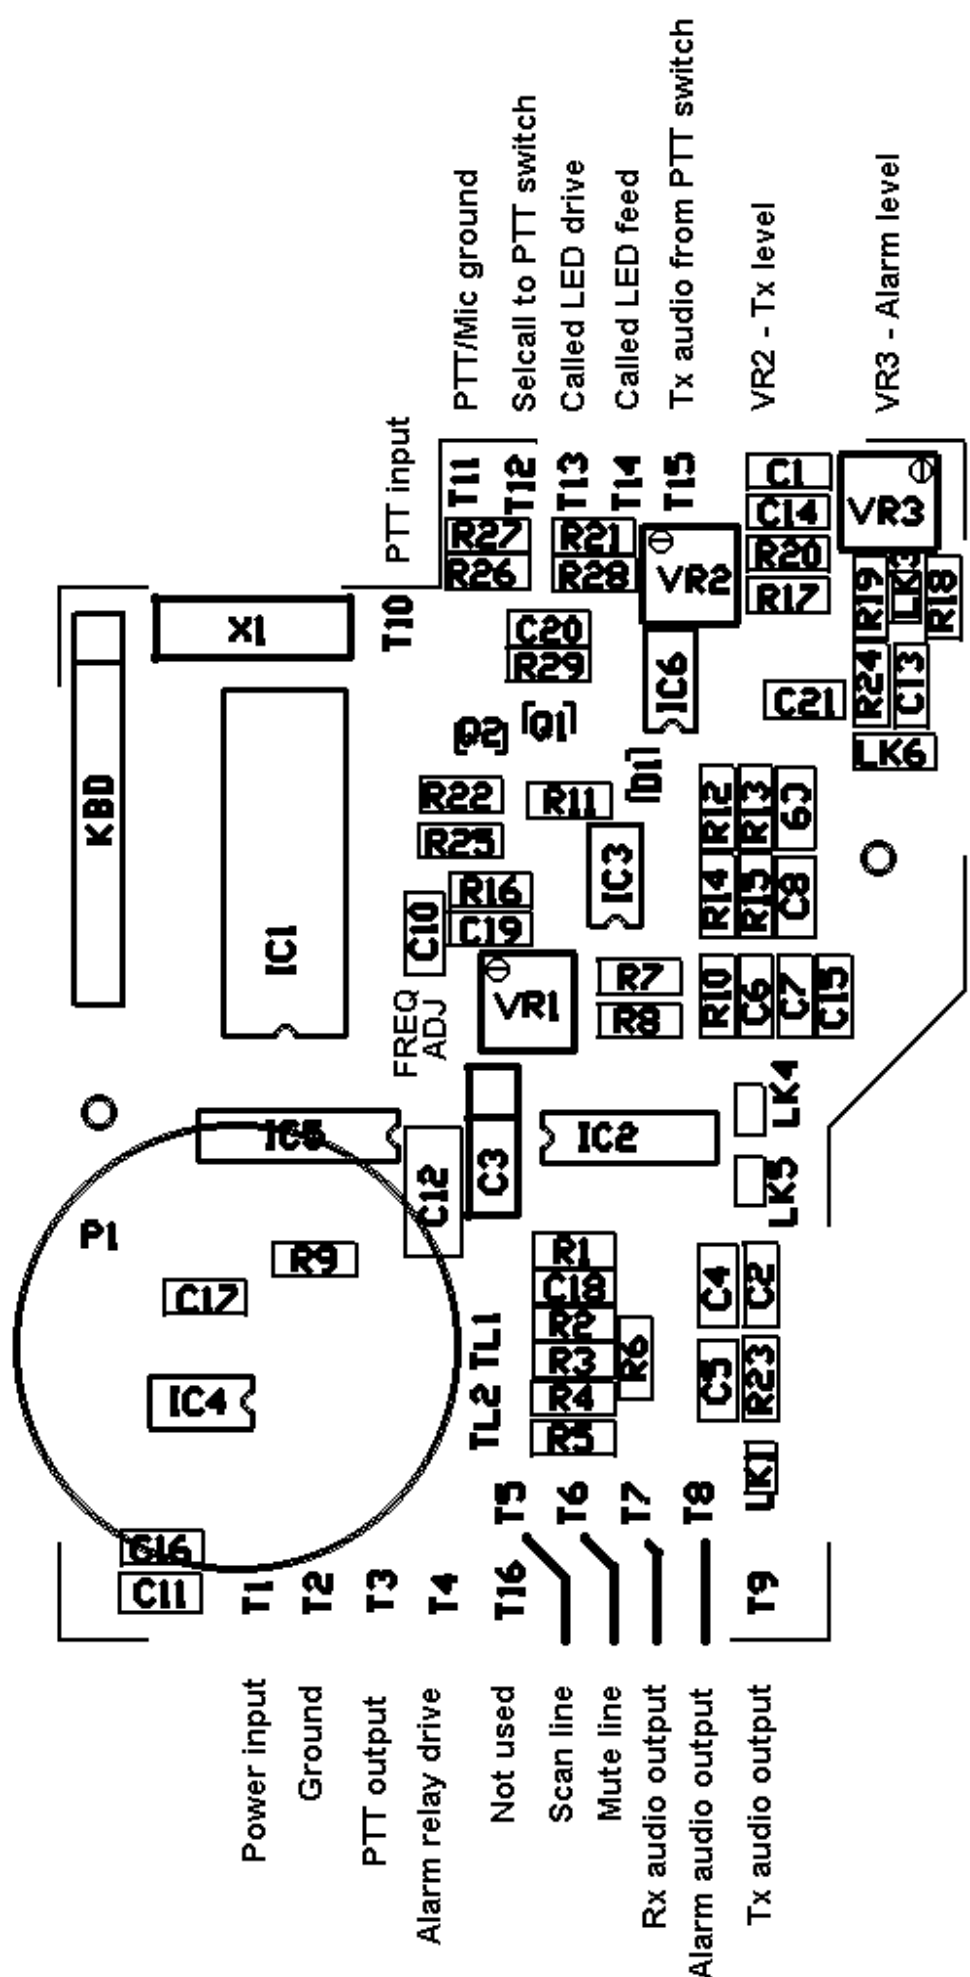 PTT input
PTT/Mic ground
Selcall to PTT switch
Called LED drive
Called LED feed
Tx audio from PTT switch
VR2 - Tx level
VR3 - Alarm level
T10
T11
T12
T13
T14
T15
KBD
X1
IC1
R27
R26
R21
R28
VR2
C1
C14
R20
R17
VR3
R19
LK3
R18
C20
R29
IC6
C21
R24
C13
LK6
Q2
Q1
D1
R22
R25
R11
IC3
R12
R13
C9
R14
R15
C8
R16
C19
C10
FREQ
ADJ
VR1
R7
R8
R10
C6
C7
C15
IC5
C12
C3
IC2
LK4
LK5
P1
R9
C17
IC4
TL1
TL2
R1
C18
R2
R3
R4
R5
R6
C4
C2
C5
R23
LK1
C16
C11
T1
T2
T3
T4
T16
T5
T6
T7
T8
T9
Power input
Ground
PTT output
Alarm relay drive
Not used
Scan line
Mute line
Rx audio output
Alarm audio output
Tx audio output